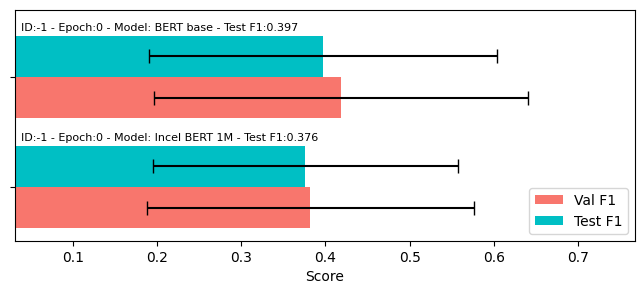 ID:-1 - Epoch:0 - Model: BERT base - Test F1:0.397
ID:-1 - Epoch:0 - Model: Incel BERT 1M - Test F1:0.376
Val F1
Test F1
0.1 0.2 0.3 0.4 0.5 0.6 0.7
Score